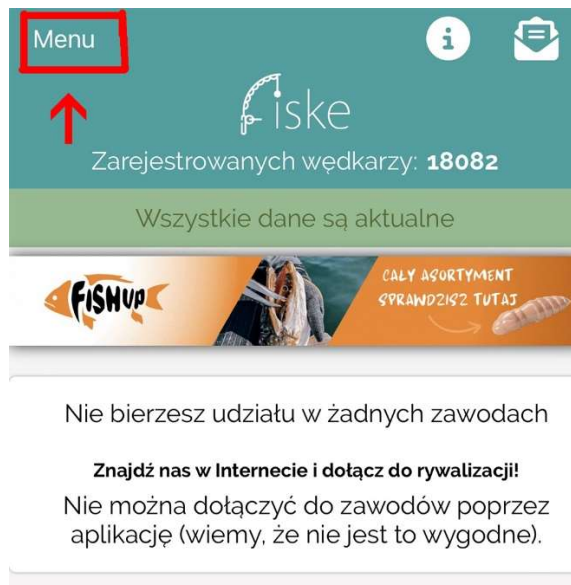 Menu
Fiske
Zarejestrowanych wędkarzy: 18082
Wszystkie dane są aktualne
FISHUP
CAŁY ASORTYMENT
SPRAWDZISZ TUTAJ
Nie bierzesz udziału w żadnych zawodach
Znajdź nas w Internecie i dołącz do rywalizacji!
Nie można dołączyć do zawodów poprzez
aplikację (wiemy, że nie jest to wygodne).